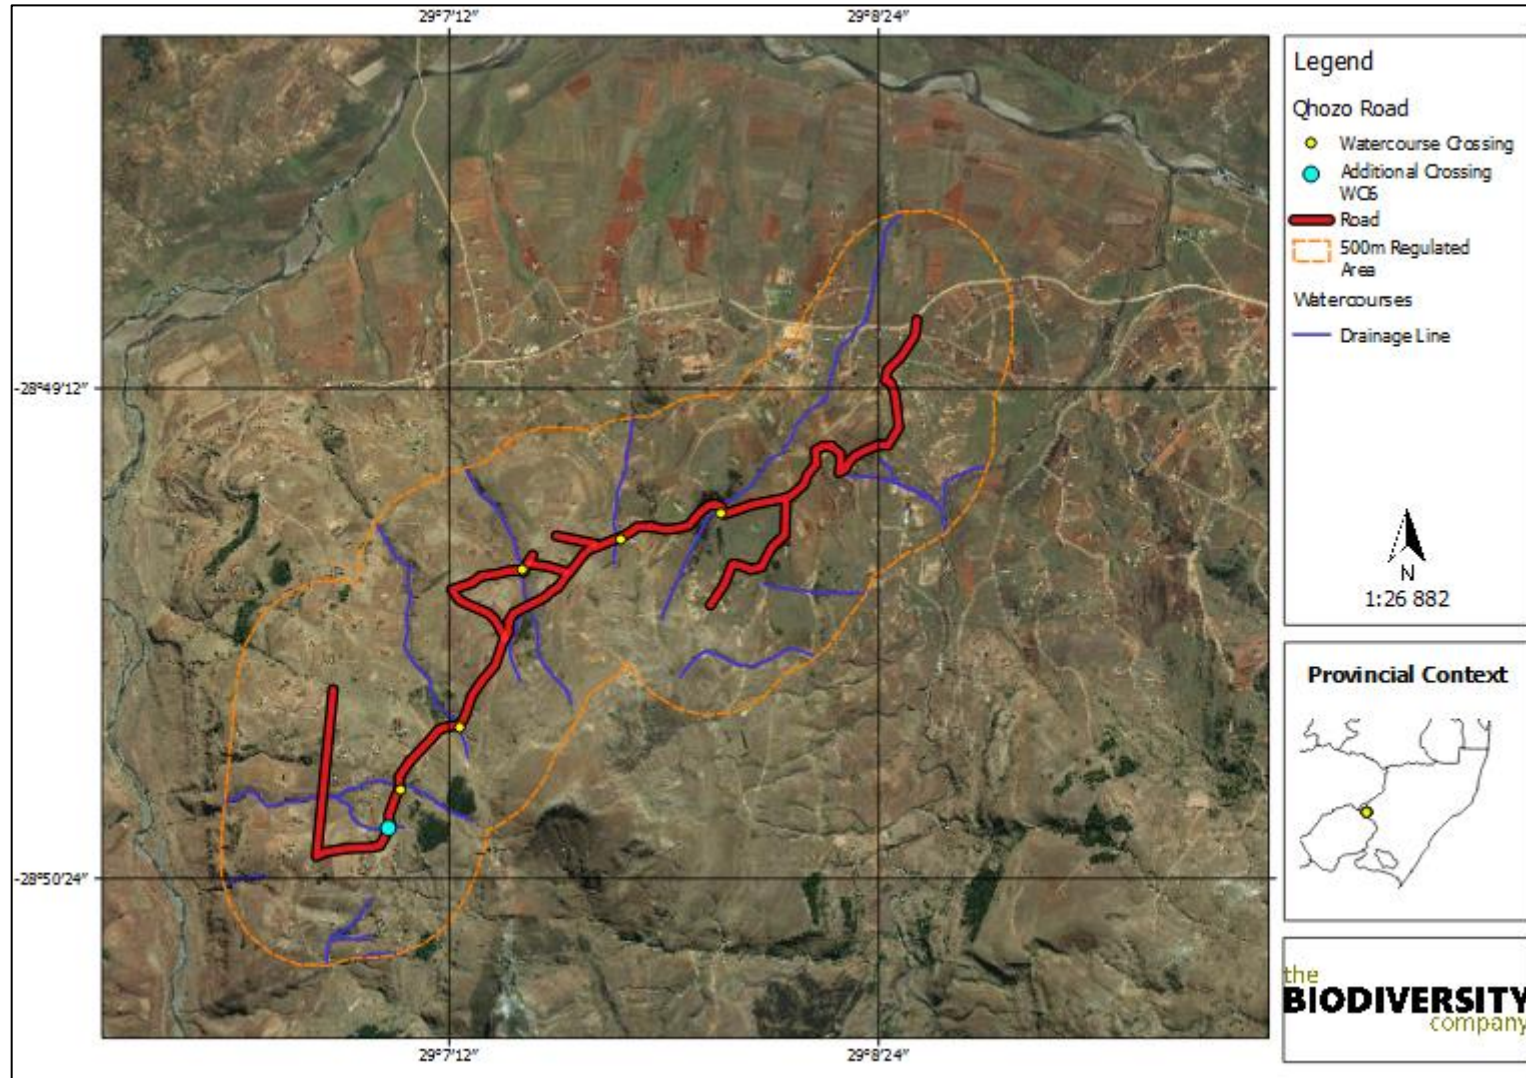 29°7'12" 29°8'24"
Legend
Qhozo Road
Watercourse Crossing
Additional Crossing
WC6
Road
500m Regulated
Area
Watercourses
Drainage Line
-28°49'12"
N
1:26 882
Provincial Context
-28°50'24"
the
BIODIVERSITY
company
29°7'12" 29°8'24"